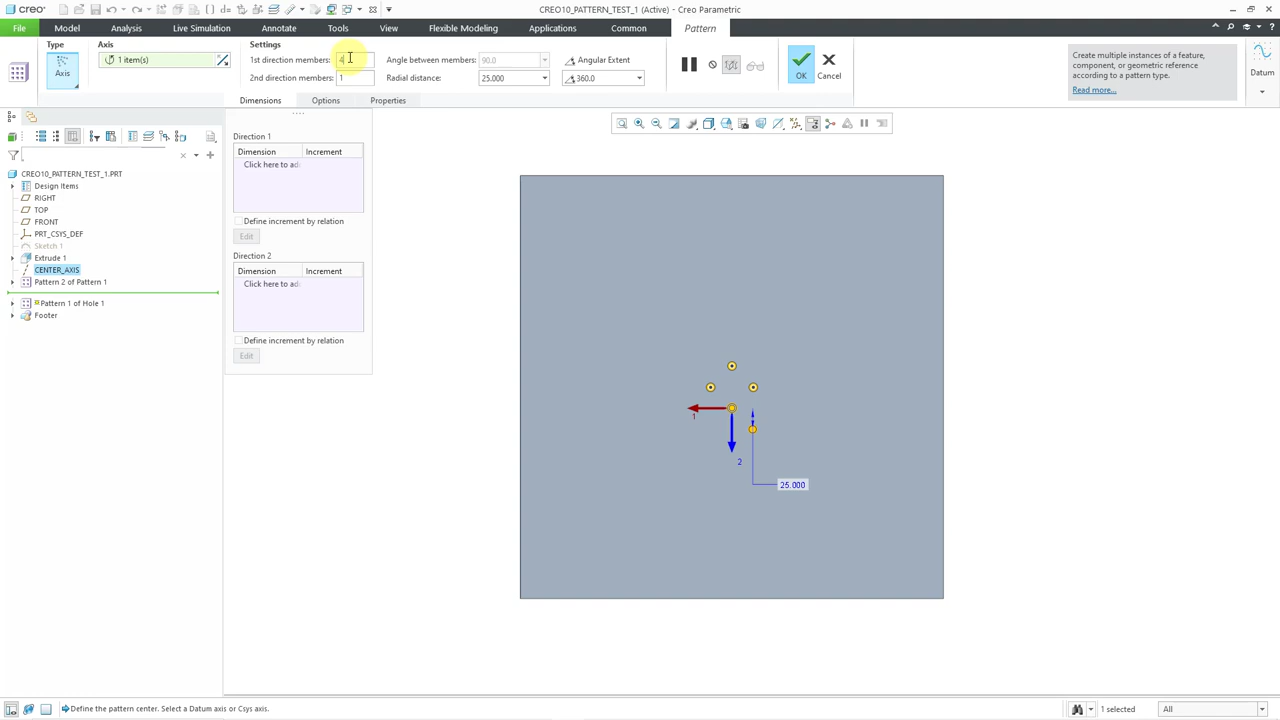 creo
CREO10_PATTERN_TEST_1 (Active) - Creo Parametric
File
Model
Analysis
Live Simulation
Annotate
Tools
View
Flexible Modeling
Applications
Common
Pattern
Type
Axis
Settings
Axis
1 item(s)
1st direction members: 4
2nd direction members: 1
Angle between members: 90.0
Radial distance: 25.000
Angular Extent
360.0
OK
Cancel
Create multiple instances of a feature,
component, or geometric reference
according to a pattern type.
Read more...
Datum
Dimensions
Options
Properties
Direction 1
Dimension Increment
Click here to ad
Define increment by relation
Edit
Direction 2
Dimension Increment
Click here to ad
Define increment by relation
Edit
CREO10_PATTERN_TEST_1.PRT
Design Items
RIGHT
TOP
FRONT
PRT_CSYS_DEF
Sketch 1
Extrude 1
CENTER_AXIS
Pattern 2 of Pattern 1
Pattern 1 of Hole 1
Footer
1
2
25.000
Define the pattern center. Select a Datum axis or Csys axis.
1 selected
All